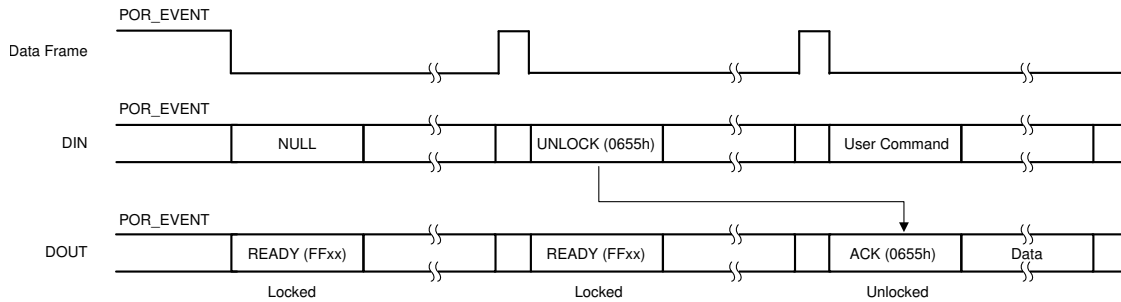 POR_EVENT
Data Frame
POR_EVENT
DIN
NULL
UNLOCK (0655h)
User Command
POR_EVENT
DOUT
READY (FFxx)
READY (FFxx)
ACK (0655h)
Data
Locked
Locked
Unlocked